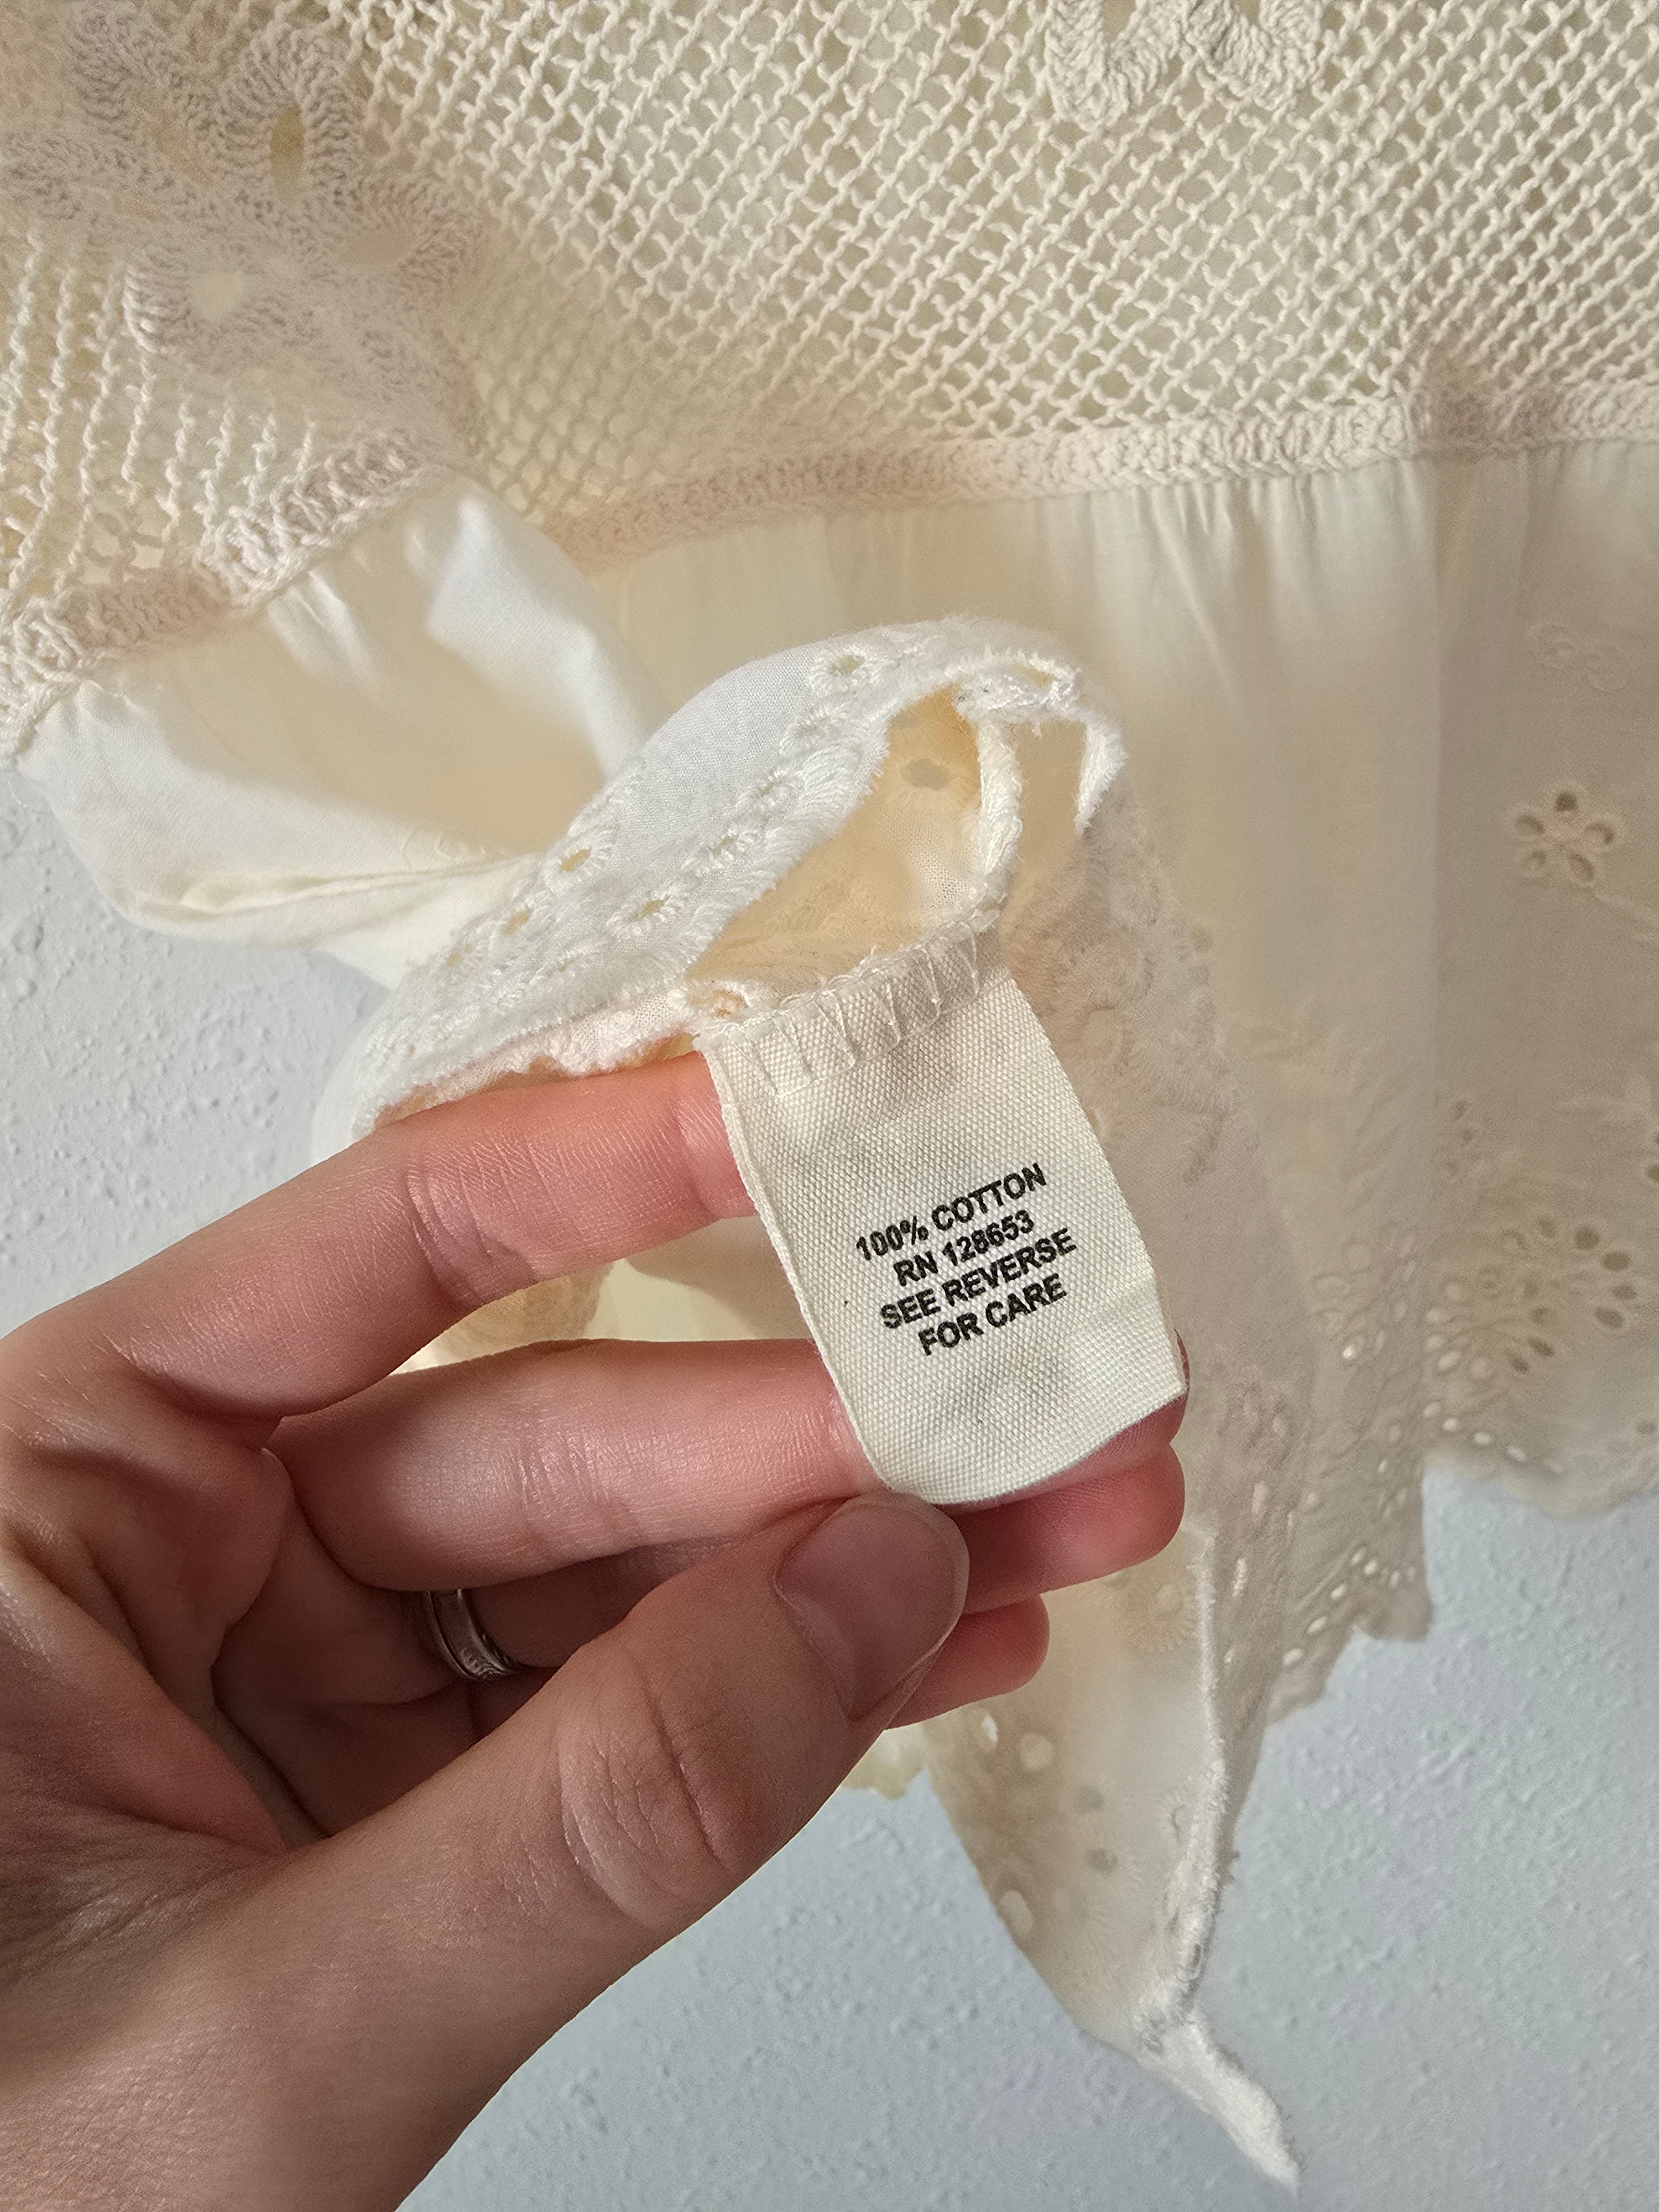 100% COTTON
RN 128653
SEE REVERSE
FOR CARE